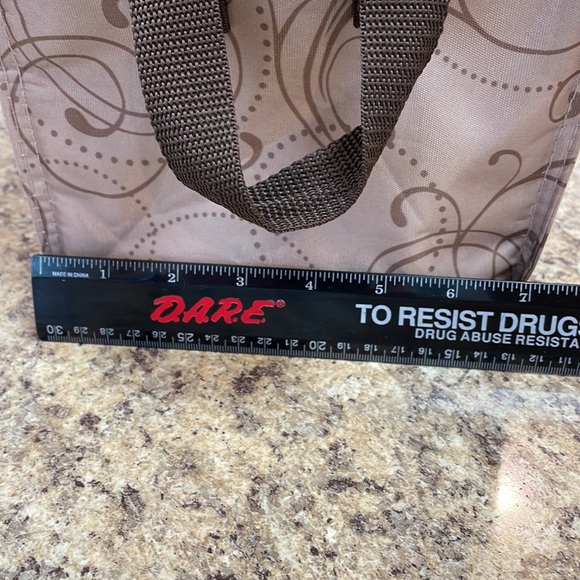 1 2 3 4 5 6 7
MADE IN CHINA
D.A.R.E.®
TO RESIST DRUGS
DRUG ABUSE RESISTA
30 29 28 27 26 25 24 23 22 21 20 19 18 17 16 15 14 13 12 11